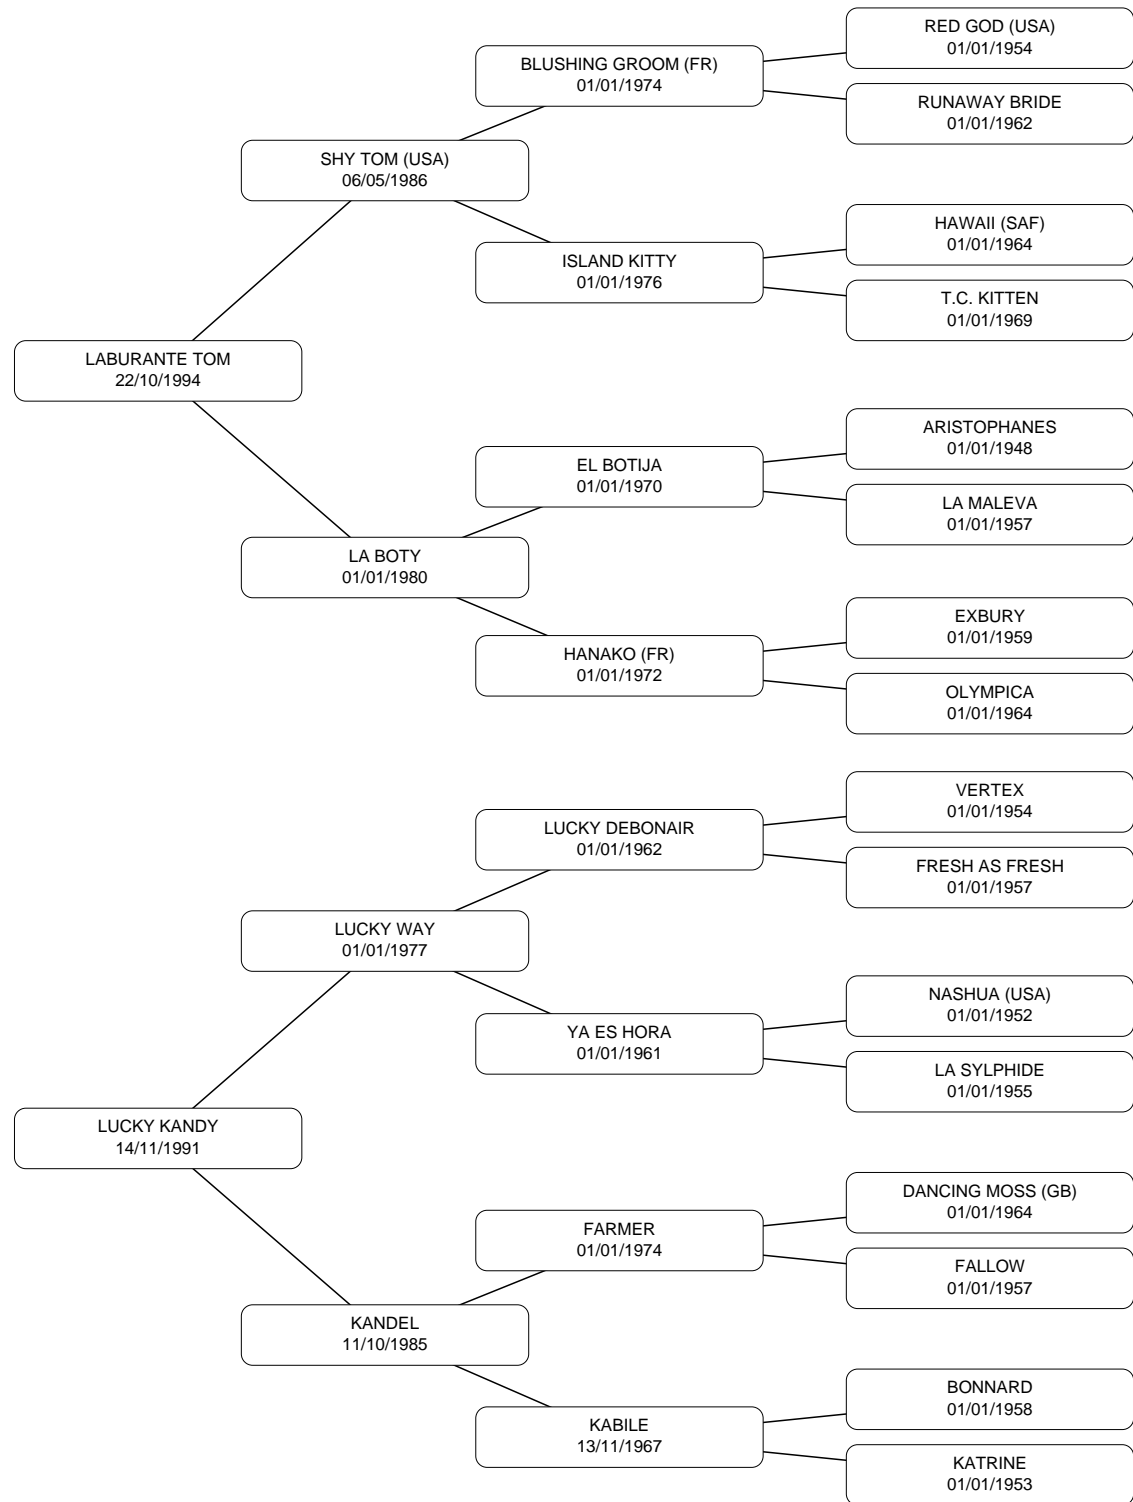 RED GOD (USA)
01/01/1954
BLUSHING GROOM (FR)
01/01/1974
RUNAWAY BRIDE
01/01/1962
SHY TOM (USA)
06/05/1986
HAWAII (SAF)
01/01/1964
ISLAND KITTY
01/01/1976
T.C. KITTEN
01/01/1969
LABURANTE TOM
22/10/1994
ARISTOPHANES
01/01/1948
EL BOTIJA
01/01/1970
LA MALEVA
01/01/1957
LA BOTY
01/01/1980
EXBURY
01/01/1959
HANAKO (FR)
01/01/1972
OLYMPICA
01/01/1964
VERTEX
01/01/1954
LUCKY DEBONAIR
01/01/1962
FRESH AS FRESH
01/01/1957
LUCKY WAY
01/01/1977
NASHUA (USA)
01/01/1952
YA ES HORA
01/01/1961
LA SYLPHIDE
01/01/1955
LUCKY KANDY
14/11/1991
DANCING MOSS (GB)
01/01/1964
FARMER
01/01/1974
FALLOW
01/01/1957
KANDEL
11/10/1985
BONNARD
01/01/1958
KABILE
13/11/1967
KATRINE
01/01/1953